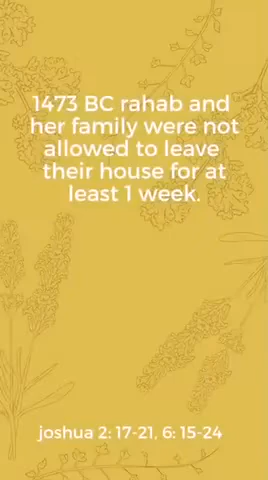 1473 BC rahab and
her family were not
allowed to leave
their house for at
least 1 week.
joshua 2: 17-21, 6: 15-24